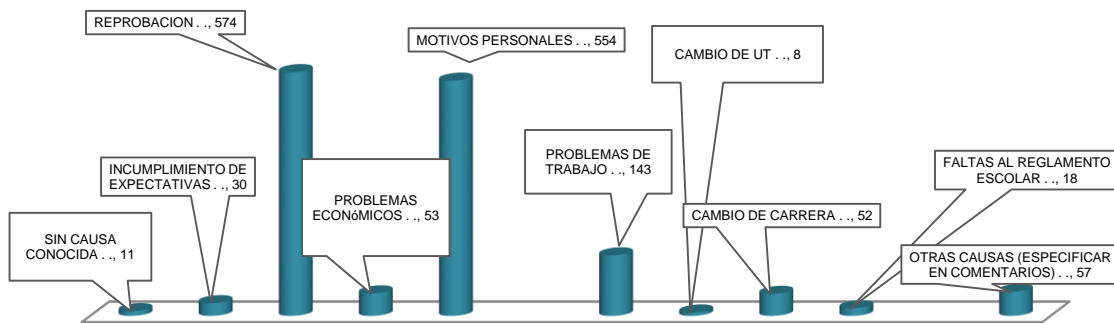 REPROBACION . ., 574
MOTIVOS PERSONALES . ., 554
CAMBIO DE UT . ., 8
INCUMPLIMIENTO DE
EXPECTATIVAS . ., 30
PROBLEMAS DE
TRABAJO . ., 143
FALTAS AL REGLAMENTO
ESCOLAR . ., 18
PROBLEMAS
ECONóMICOS . ., 53
CAMBIO DE CARRERA . ., 52
SIN CAUSA
CONOCIDA . ., 11
OTRAS CAUSAS (ESPECIFICAR
EN COMENTARIOS) . ., 57